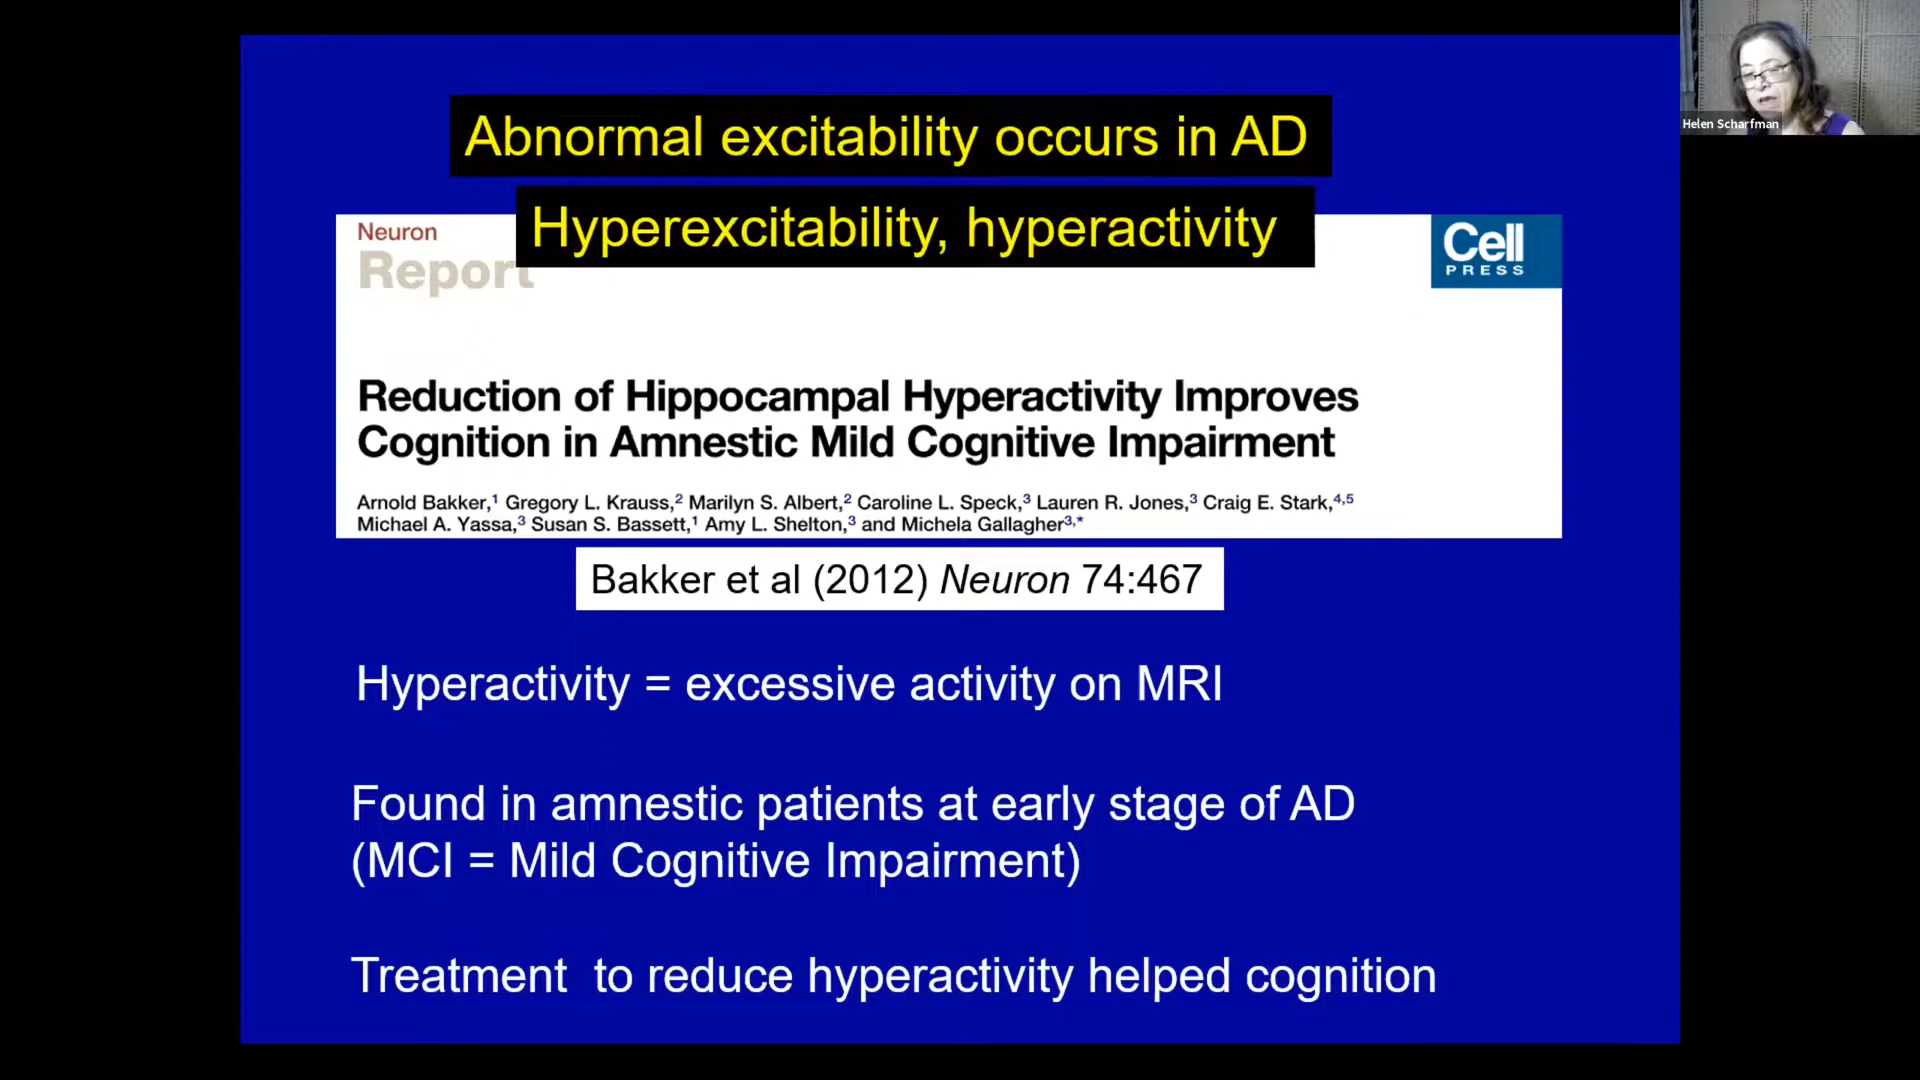 Abnormal excitability occurs in AD
Hyperexcitability, hyperactivity
Neuron
Report
Cell
PRESS
Reduction of Hippocampal Hyperactivity Improves
Cognition in Amnestic Mild Cognitive Impairment
Arnold Bakker,¹ Gregory L. Krauss,² Marilyn S. Albert,² Caroline L. Speck,³ Lauren R. Jones,³ Craig E. Stark,⁴,⁵
Michael A. Yassa,³ Susan S. Bassett,¹ Amy L. Shelton,³ and Michela Gallagher³,*
Bakker et al (2012) Neuron 74:467
Hyperactivity = excessive activity on MRI
Found in amnestic patients at early stage of AD
(MCI = Mild Cognitive Impairment)
Treatment  to reduce hyperactivity helped cognition
Helen Scharfman